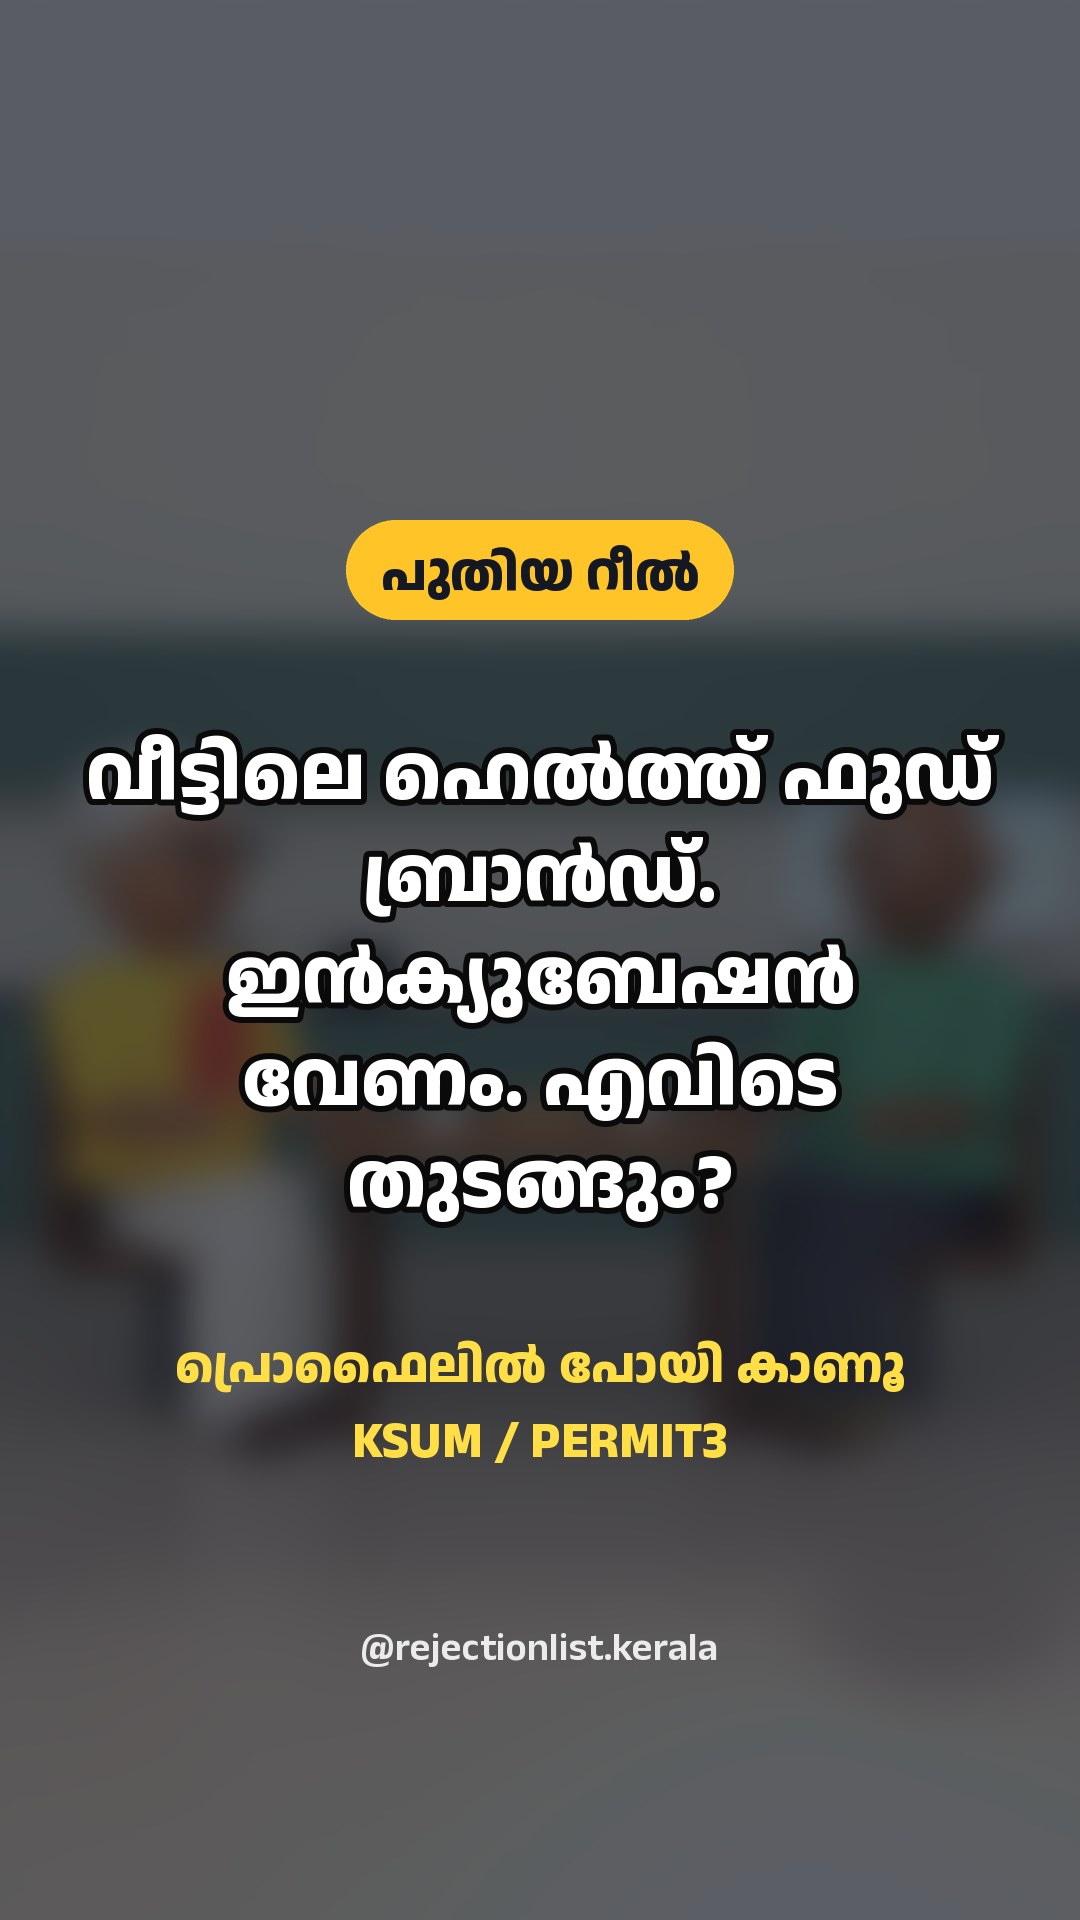 പുതിയ റീൽ
വീട്ടിലെ ഹെൽത്ത് ഫുഡ്
ബ്രാൻഡ്.
ഇൻക്യുബേഷൻ
വേണം. എവിടെ
തുടങ്ങും?
പ്രൊഫൈലിൽ പോയി കാണൂ
KSUM / PERMIT3
@rejectionlist.kerala